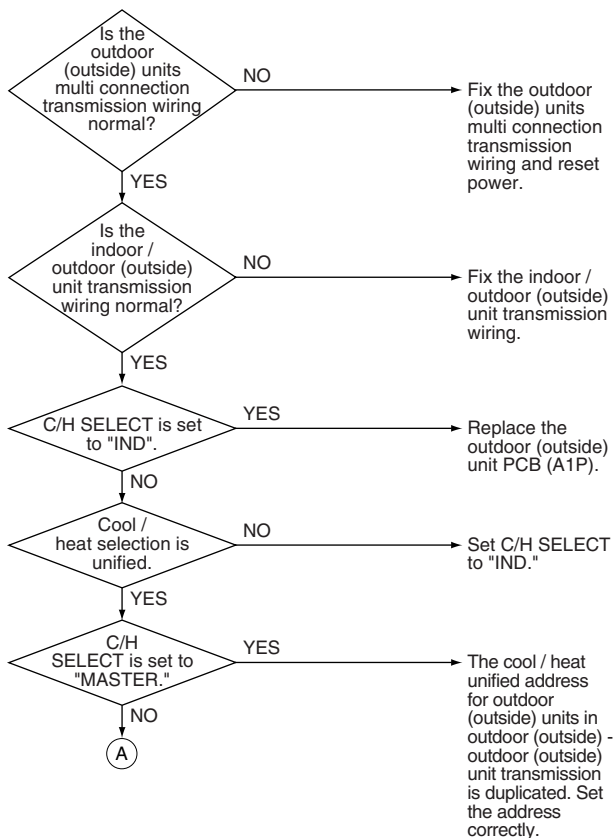 Is the
outdoor
(outside) units
multi connection
transmission wiring
normal?
NO
Fix the outdoor
(outside) units
multi connection
transmission
wiring and reset
power.
YES
Is the
indoor /
outdoor (outside)
unit transmission
wiring normal?
NO
Fix the indoor /
outdoor (outside)
unit transmission
wiring.
YES
C/H SELECT is set
to "IND".
YES
Replace the
outdoor (outside)
unit PCB (A1P).
NO
Cool /
heat selection is
unified.
NO
Set C/H SELECT
to "IND."
YES
C/H
SELECT is set to
"MASTER."
YES
The cool / heat
unified address
for outdoor
(outside) units in
outdoor (outside) -
outdoor (outside)
unit transmission
is duplicated. Set
the address
correctly.
NO
A